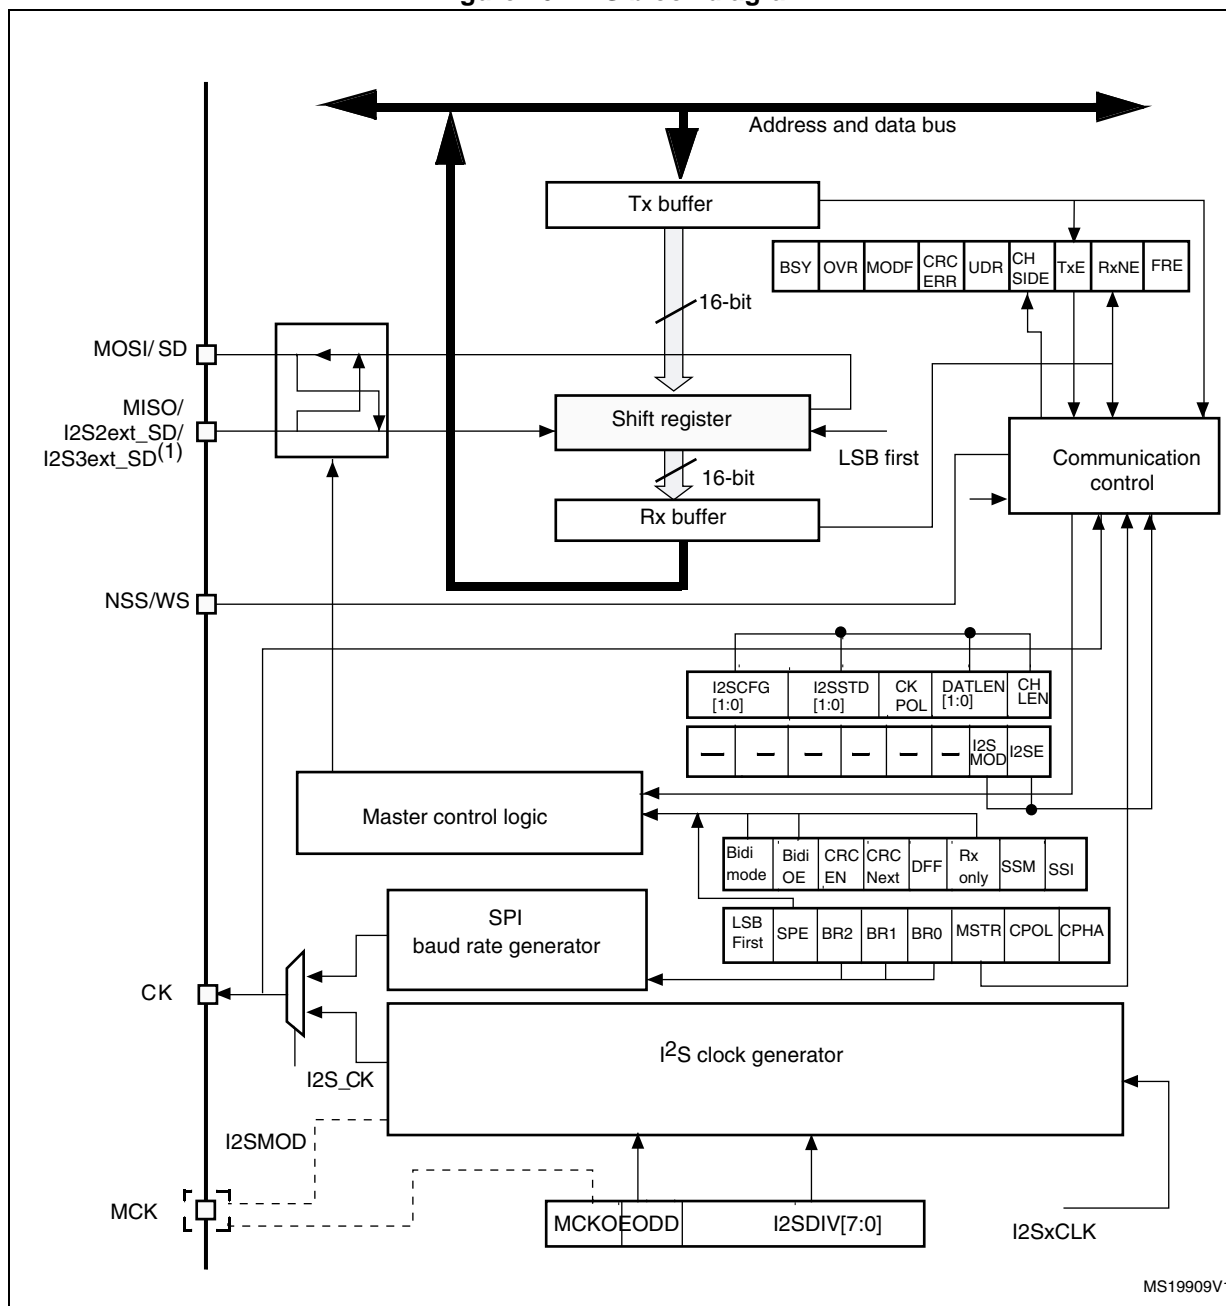 Address and data bus
Tx buffer
BSY OVR MODF CRC ERR UDR CH SIDE TxE RxNE FRE
16-bit
MOSI/ SD
MISO/
I2S2ext_SD/
I2S3ext_SD(1)
Shift register
LSB first
Communication
control
16-bit
Rx buffer
NSS/WS
I2SCFG [1:0] I2SSTD [1:0] CK POL DATLEN [1:0] CH LEN
I2S MOD I2SE
Master control logic
Bidi mode Bidi OE CRC EN CRC Next DFF Rx only SSM SSI
LSB First SPE BR2 BR1 BR0 MSTR CPOL CPHA
SPI
baud rate generator
CK
I2S clock generator
I2S_CK
I2SMOD
MCK
MCKOE ODD I2SDIV[7:0]
I2SxCLK
MS19909V1